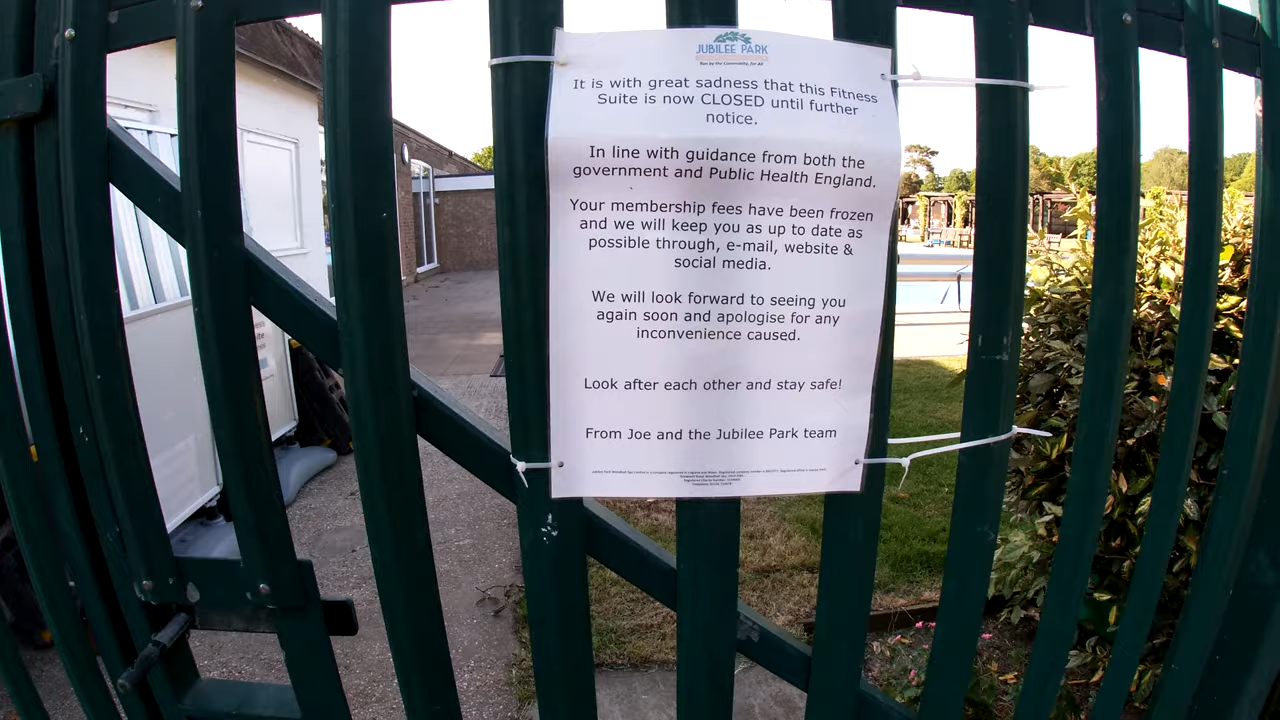 JUBILEE PARK
Run by the Community, for All
It is with great sadness that this Fitness
Suite is now CLOSED until further
notice.
In line with guidance from both the
government and Public Health England.
Your membership fees have been frozen
and we will keep you as up to date as
possible through, e-mail, website &
social media.
We will look forward to seeing you
again soon and apologise for any
inconvenience caused.
Look after each other and stay safe!
From Joe and the Jubilee Park team